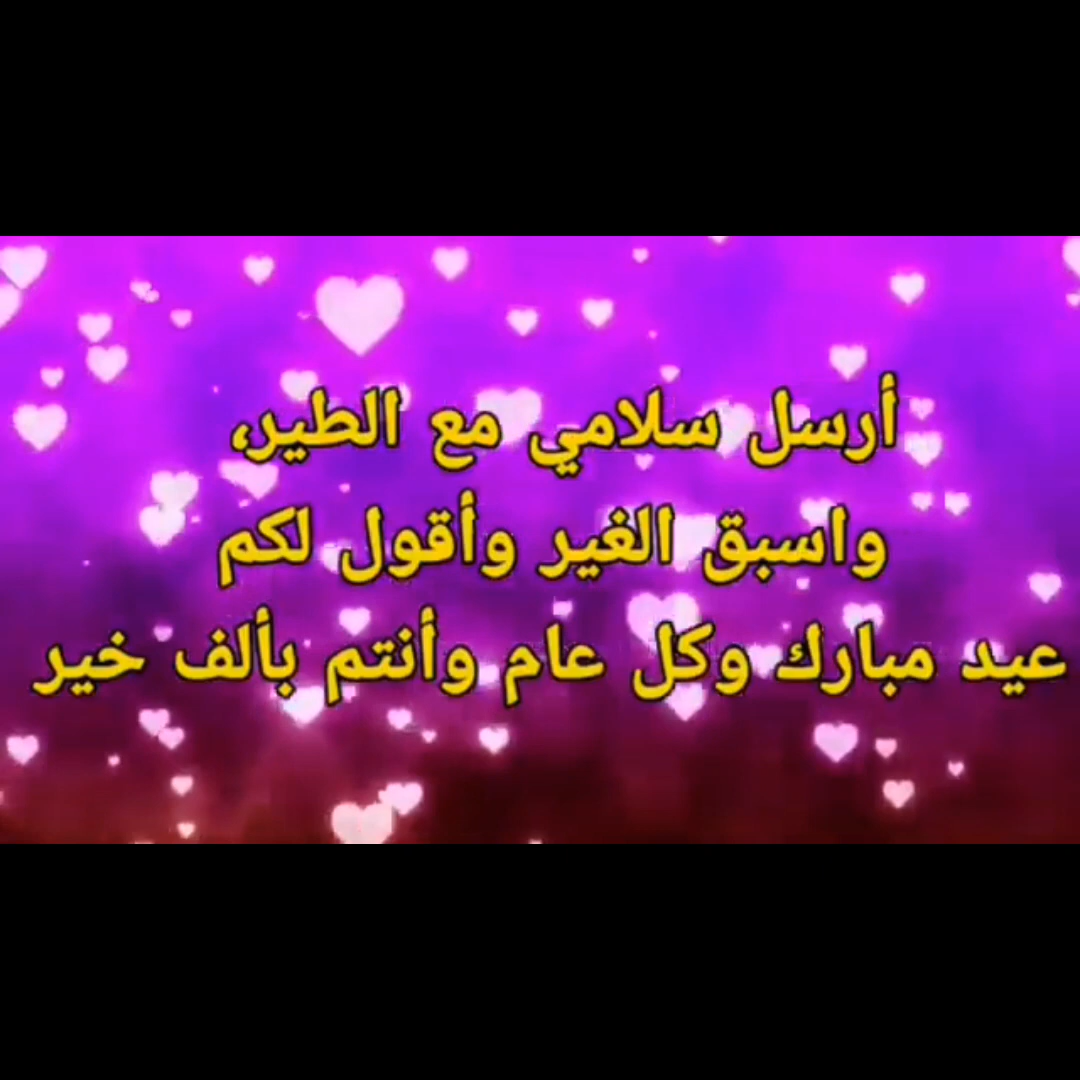 أرسل سلامي مع الطير،
واسبق الغير وأقول لكم
عيد مبارك وكل عام وأنتم بألف خير